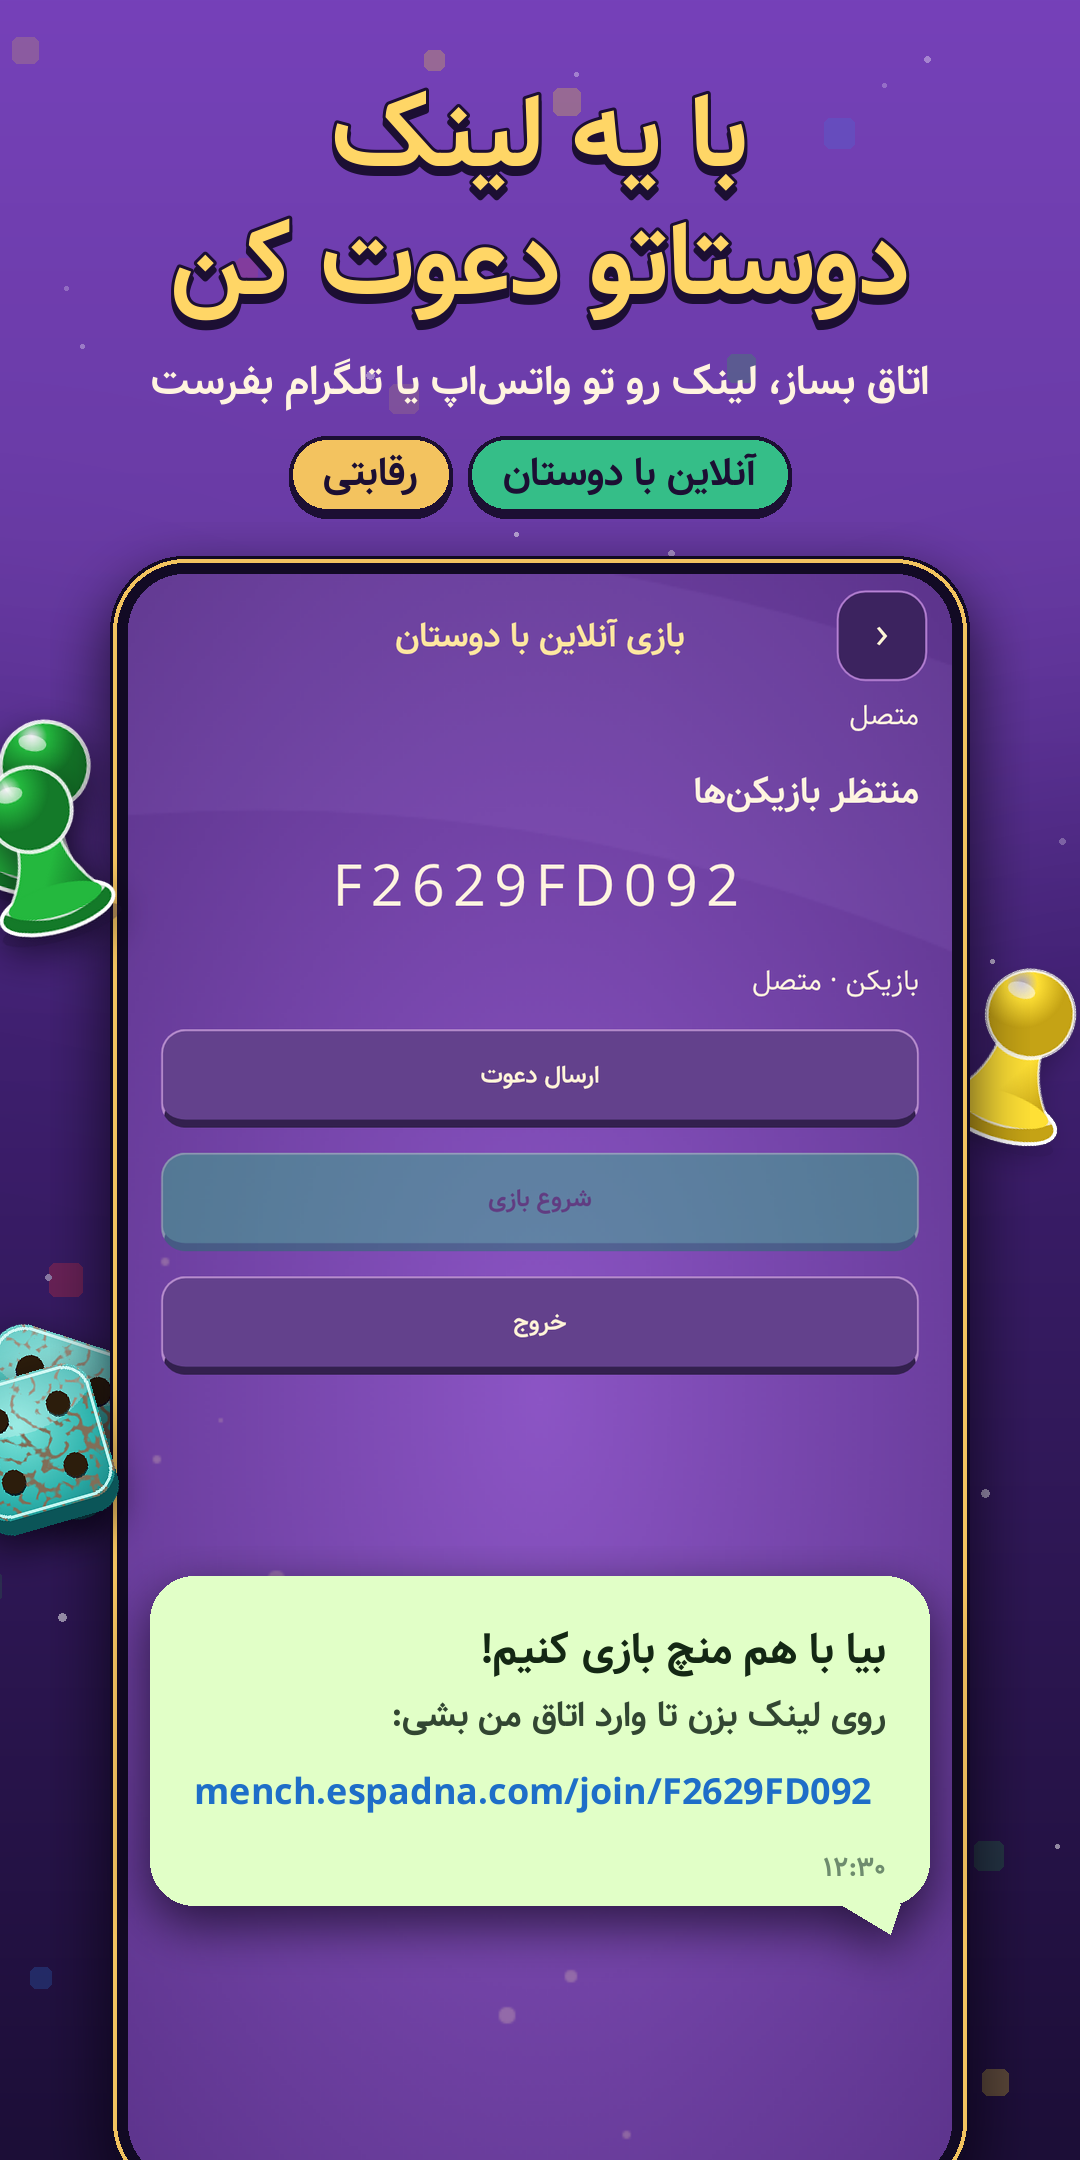 با یه لینک
دوستاتو دعوت کن
اتاق بساز، لینک رو تو واتس‌اپ یا تلگرام بفرست
آنلاین با دوستان
رقابتی
بازی آنلاین با دوستان
متصل
منتظر بازیکن‌ها
F2629FD092
بازیکن · متصل
ارسال دعوت
شروع بازی
خروج
بیا با هم منچ بازی کنیم!
روی لینک بزن تا وارد اتاق من بشی:
mench.espadna.com/join/F2629FD092
۱۲:۳۰